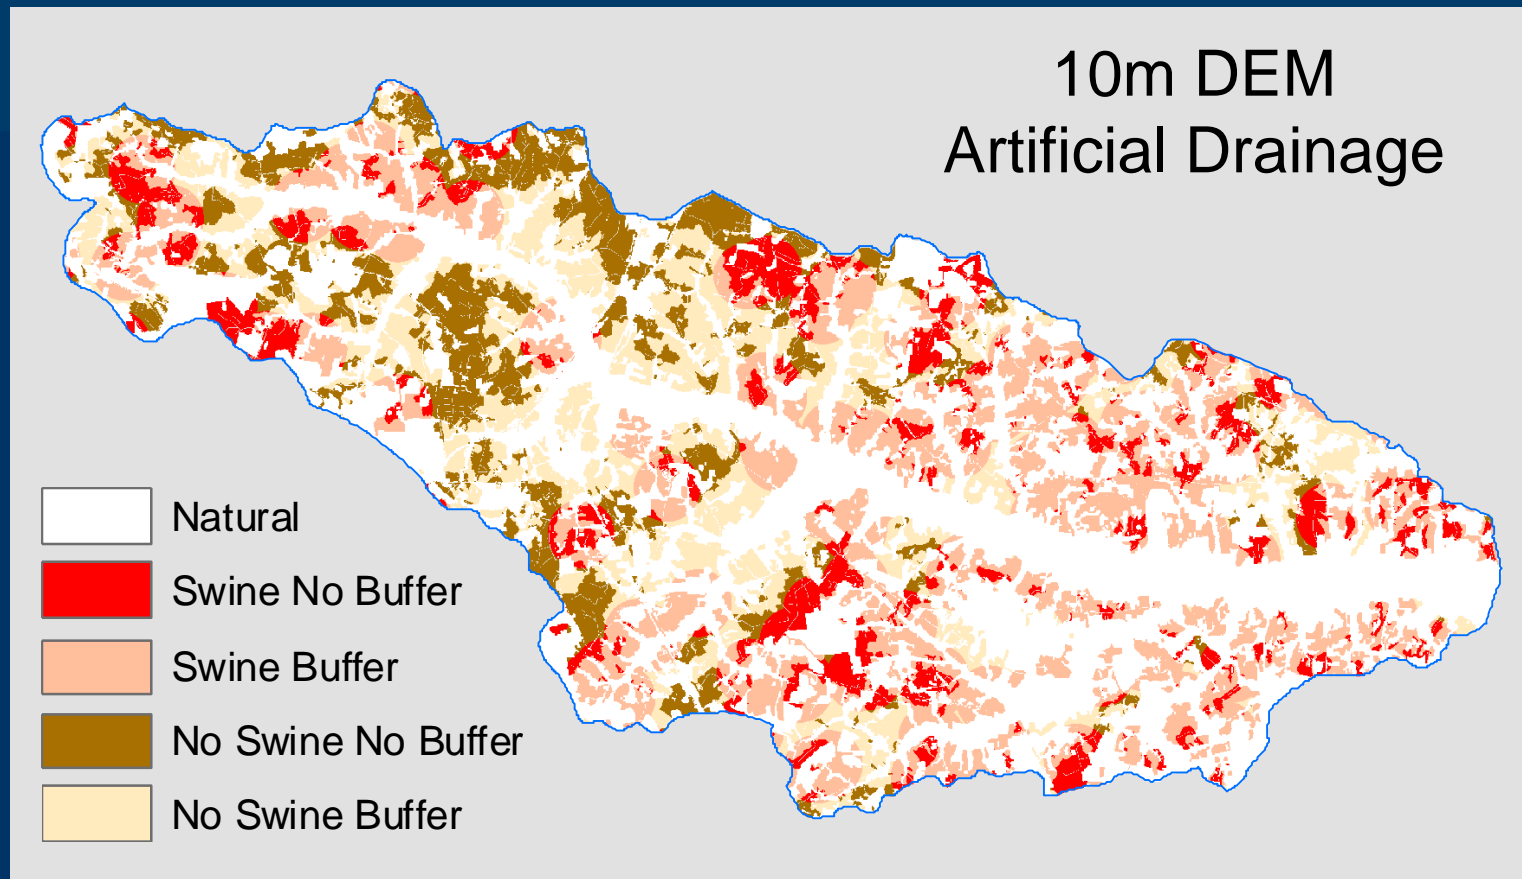 10m DEM
Artificial Drainage
Natural
Swine No Buffer
Swine Buffer
No Swine No Buffer
No Swine Buffer